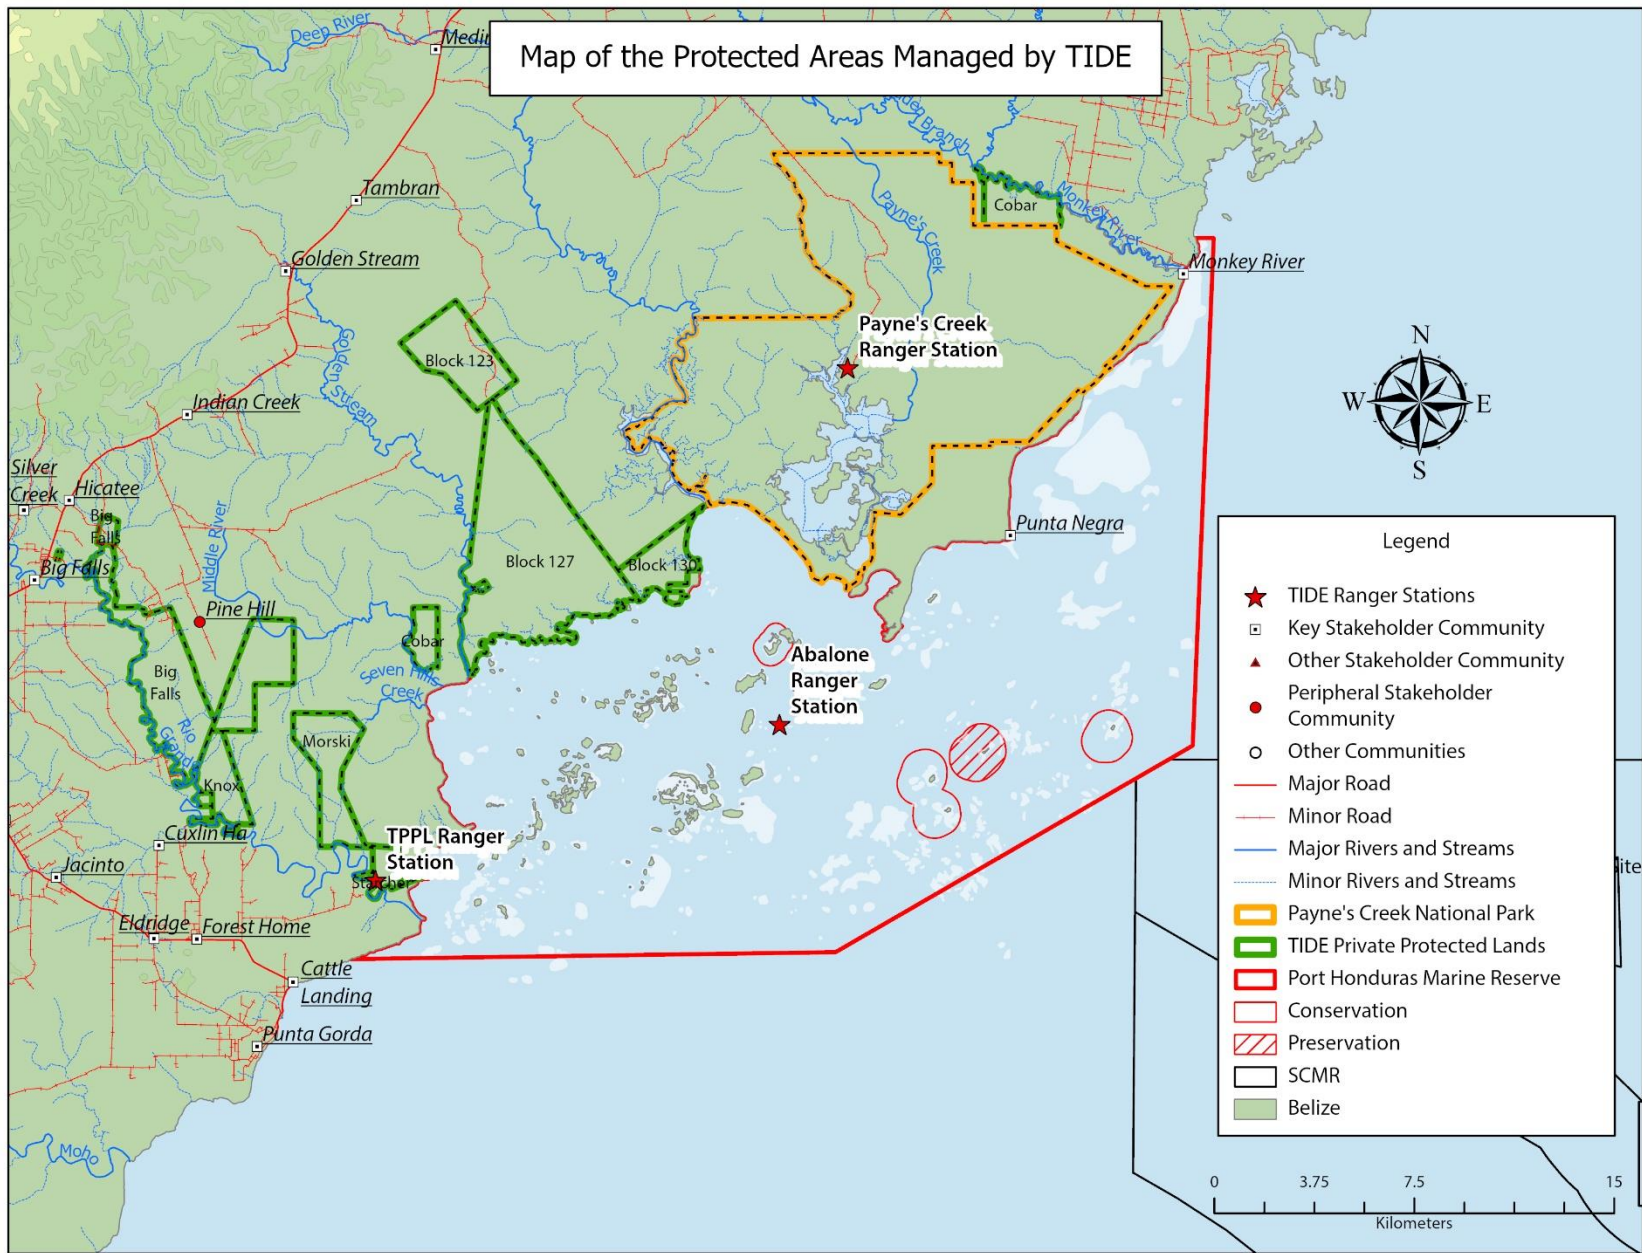 Map of the Protected Areas Managed by TIDE
Deep River
Tambran
Golden Stream
Golden
Stream
Branch
Monkey River
Payne's Creek
Cobar
Monkey River
Payne's Creek
Ranger Station
Block 123
Indian Creek
Silver
Creek
Hicatee
Big
Falls
Big Falls
Middle River
Pine Hill
Block 127
Block 130
Punta Negra
Cobar
Seven Hills
Creek
Big
Falls
Rio
Grande
Morski
Knox
Abalone
Ranger
Station
Cuxlin Ha
TPPL Ranger
Station
Jacinto
Eldridge
Forest Home
Cattle
Landing
Punta Gorda
Moho
N
W
E
S
Legend
TIDE Ranger Stations
Key Stakeholder Community
Other Stakeholder Community
Peripheral Stakeholder
Community
Other Communities
Major Road
Minor Road
Major Rivers and Streams
Minor Rivers and Streams
Payne's Creek National Park
TIDE Private Protected Lands
Port Honduras Marine Reserve
Conservation
Preservation
SCMR
Belize
0 3.75 7.5 15
Kilometers